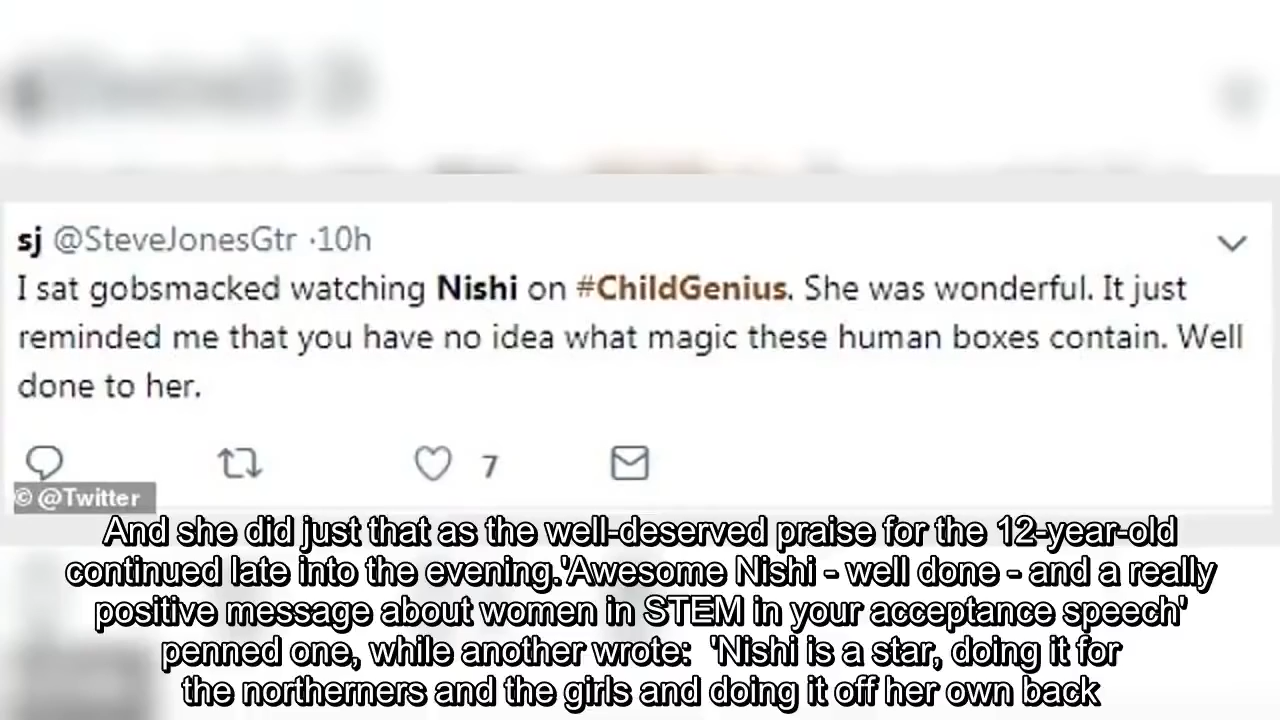 sj @SteveJonesGtr ·10h
I sat gobsmacked watching Nishi on #ChildGenius. She was wonderful. It just
reminded me that you have no idea what magic these human boxes contain. Well
done to her.
7
© @Twitter
And she did just that as the well-deserved praise for the 12-year-old
continued late into the evening.'Awesome Nishi - well done - and a really
positive message about women in STEM in your acceptance speech'
penned one, while another wrote:  'Nishi is a star, doing it for
the northerners and the girls and doing it off her own back